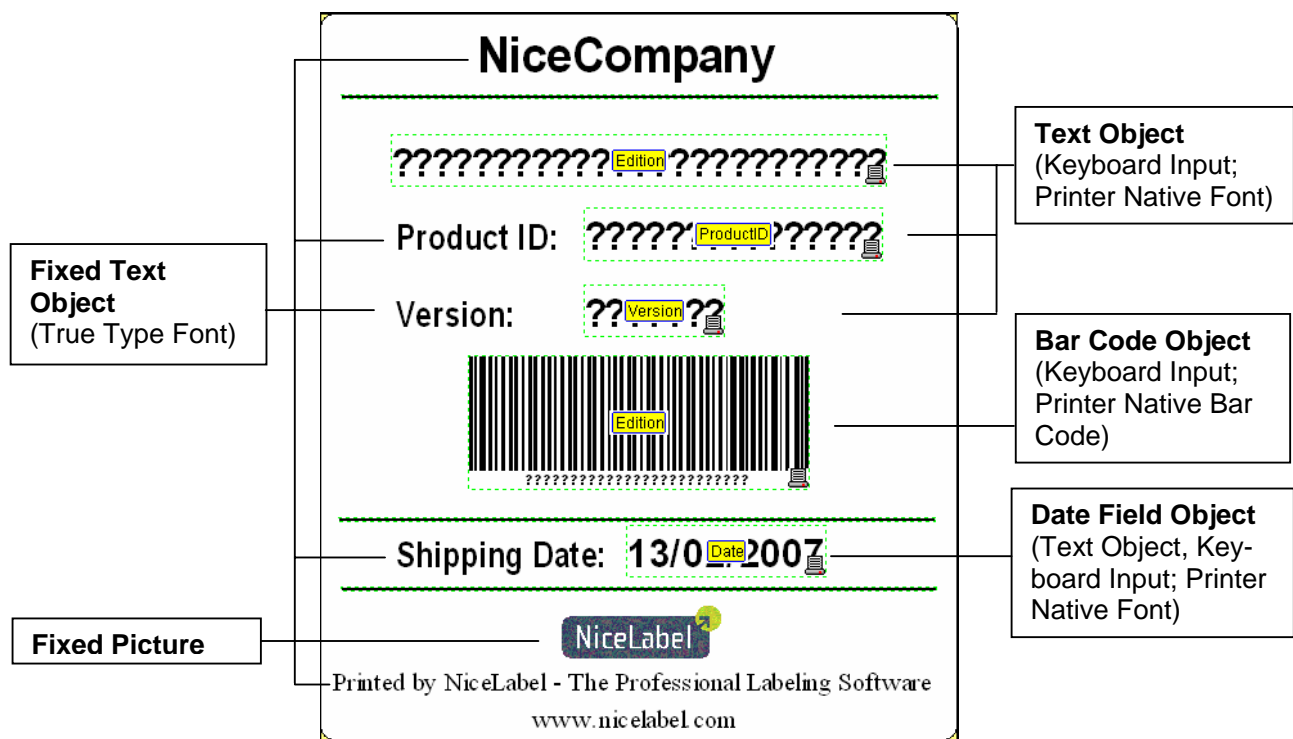 NiceCompany
??????????? Edition ???????????
Text Object
(Keyboard Input;
Printer Native Font)
Product ID: ?????? ProductID ??????
Fixed Text
Object
(True Type Font)
Version: ?? Version ??
Bar Code Object
(Keyboard Input;
Printer Native Bar
Code)
Edition
???????????????????????
Shipping Date: 13/0 Date 2007
Date Field Object
(Text Object, Key-
board Input; Printer
Native Font)
Fixed Picture
NiceLabel
Printed by NiceLabel - The Professional Labeling Software
www.nicelabel.com